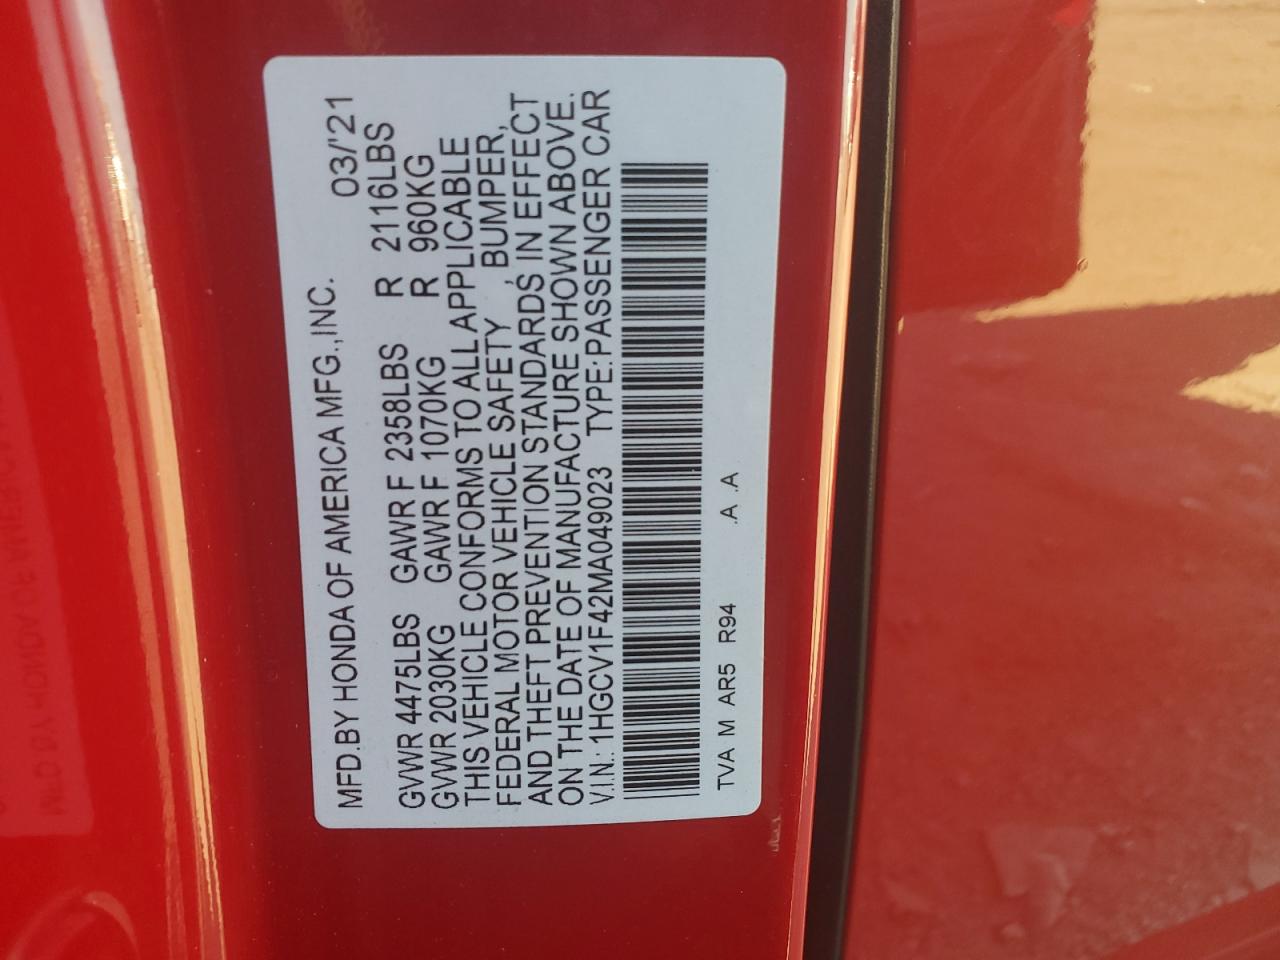 MFD.BY HONDA OF AMERICA MFG.,INC. 03/'21
GVWR 4475LBS GAWR F 2358LBS R 2116LBS
GVWR 2030KG GAWR F 1070KG R 960KG
THIS VEHICLE CONFORMS TO ALL APPLICABLE
FEDERAL MOTOR VEHICLE SAFETY , BUMPER,
AND THEFT PREVENTION STANDARDS IN EFFECT
ON THE DATE OF MANUFACTURE SHOWN ABOVE.
V.I.N.: 1HGCV1F42MA049023 TYPE:PASSENGER CAR
TVA M AR5 R94 .A .A